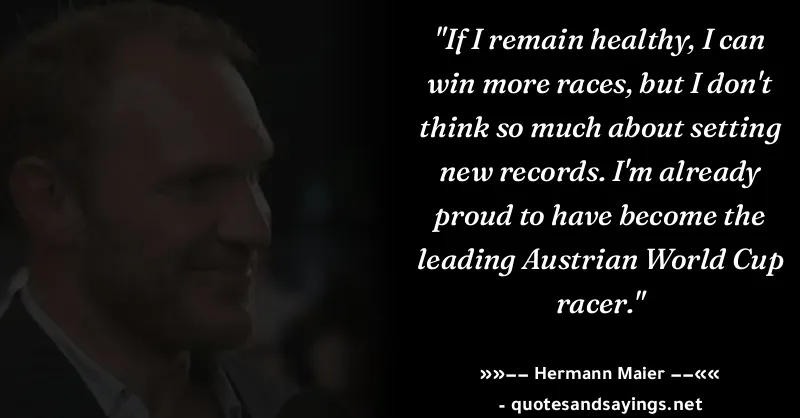 "If I remain healthy, I can
win more races, but I don't
think so much about setting
new records. I'm already
proud to have become the
leading Austrian World Cup
racer."
»»−− Hermann Maier −−««
- quotesandsayings.net